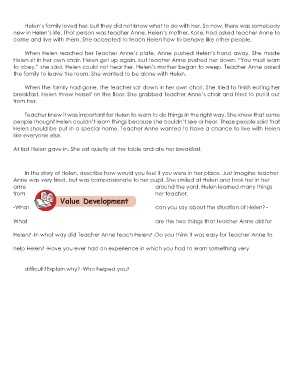 Helen's family loved her, but they did not know what to do with her. So now, there was somebody
new in Helen's life. That person was teacher Anne. Helen's mother, Kate, had asked teacher Anne to
come and live with them. She accepted to teach Helen how to behave like other people.
When Helen reached her Teacher Anne's plate, Anne pushed Helen's hand away. She made
Helen sit in her own chair. Helen got up again, but teacher Anne pushed her down. "You must learn
to obey," she said. Helen could not hear her. Helen's mother began to weep. Teacher Anne asked
the family to leave the room. She wanted to be alone with Helen.
When the family had gone, the teacher sat down in her own chair. She tried to finish eating her
breakfast. Helen threw herself on the floor. She grabbed Teacher Anne's chair and tried to pull it out
from her.
Teacher knew it was important for Helen to learn to do things in the right way. She knew that some
people thought Helen couldn't learn things because she couldn't see or hear. These people said that
Helen should be put in a special home. Teacher Anne wanted to have a chance to live with Helen
like everyone else.
At last Helen gave in. She sat quietly at the table and ate her breakfast.
In the story of Helen, describe how would you feel if you were in her place. Just imagine teacher
Anne was very tired, but was compassionate to her pupil. She smiled at Helen and took her in her
arms around the yard. Helen learned many things
from her teacher.
Value Development
-What can you say about the situation of Helen? -
What are the two things that teacher Anne did for
Helen? -In what way did Teacher Anne teach Helen? -Do you think it was easy for Teacher Anne to
help Helen? -Have you ever had an experience in which you had to learn something very
difficult?Explain why? -Who helped you?